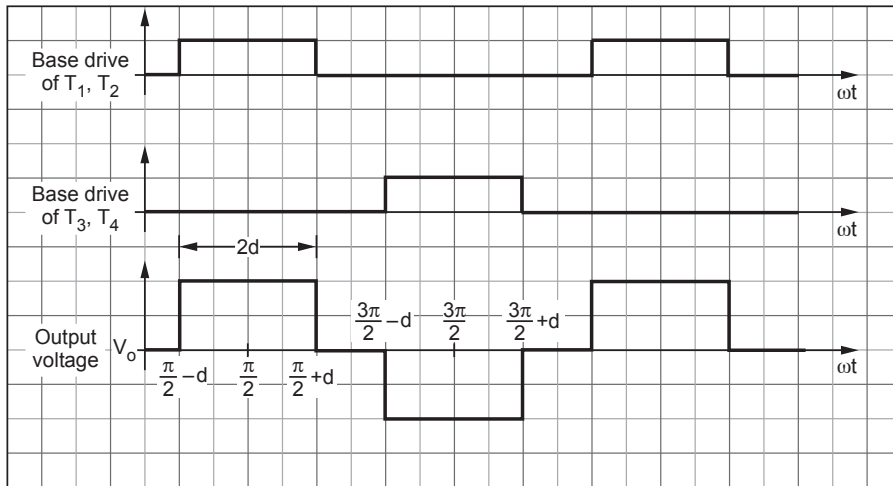 Base drive
of T₁, T₂
ωt
Base drive
of T₃, T₄
ωt
2d
Output
voltage
Vₒ
3π/2 –d
3π/2
3π/2 +d
π/2 –d
π/2
π/2 +d
ωt